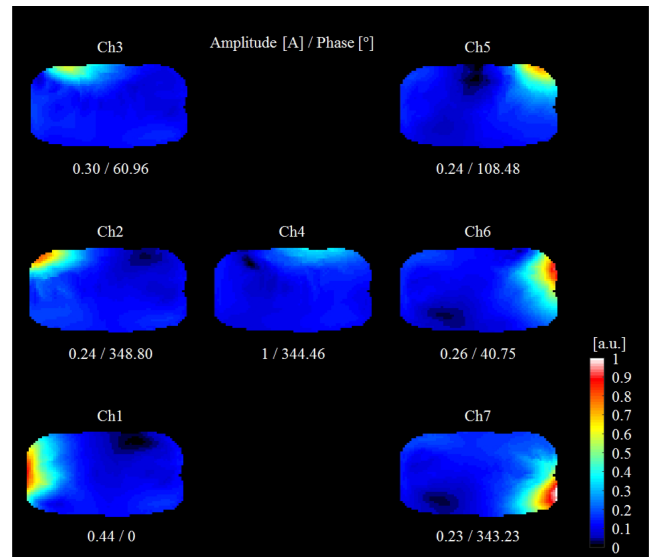 Ch3
Amplitude [A] / Phase [°]
Ch5
0.30 / 60.96
0.24 / 108.48
Ch2
Ch4
Ch6
0.24 / 348.80
1 / 344.46
0.26 / 40.75
[a.u.]
1
0.9
0.8
0.7
0.6
0.5
0.4
0.3
0.2
0.1
0
Ch1
Ch7
0.44 / 0
0.23 / 343.23